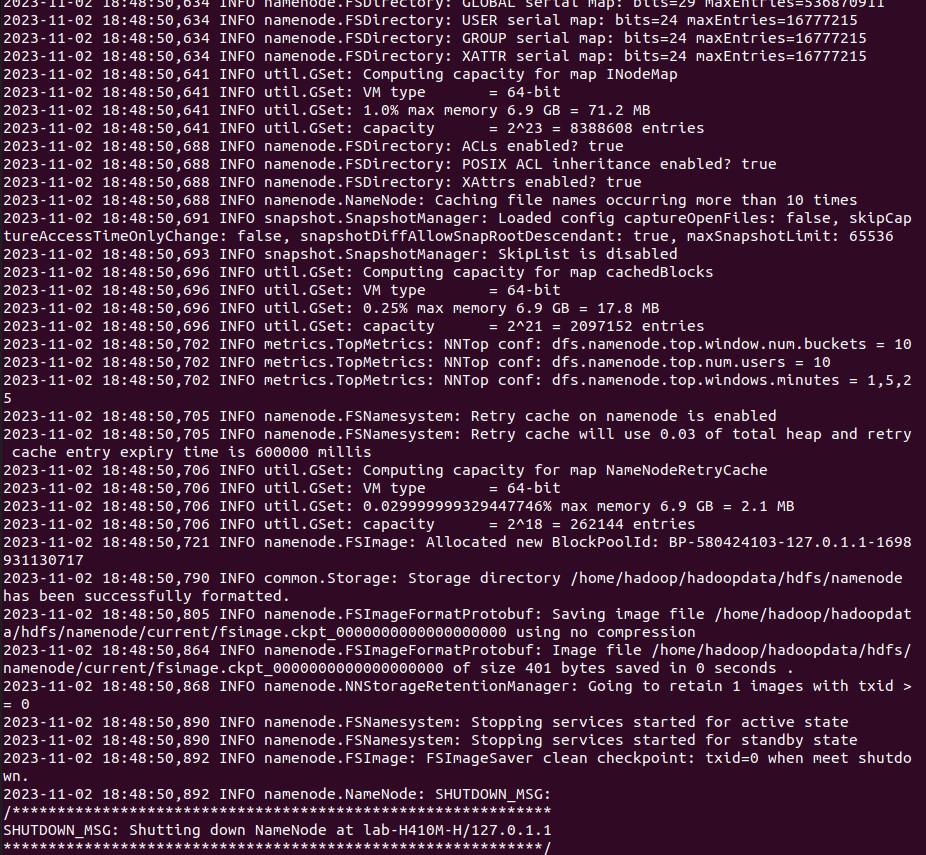 2023-11-02 18:48:50,634 INFO namenode.FSDirectory: GLOBAL serial map: bits=29 maxEntries=536870911
2023-11-02 18:48:50,634 INFO namenode.FSDirectory: USER serial map: bits=24 maxEntries=16777215
2023-11-02 18:48:50,634 INFO namenode.FSDirectory: GROUP serial map: bits=24 maxEntries=16777215
2023-11-02 18:48:50,634 INFO namenode.FSDirectory: XATTR serial map: bits=24 maxEntries=16777215
2023-11-02 18:48:50,641 INFO util.GSet: Computing capacity for map INodeMap
2023-11-02 18:48:50,641 INFO util.GSet: VM type       = 64-bit
2023-11-02 18:48:50,641 INFO util.GSet: 1.0% max memory 6.9 GB = 71.2 MB
2023-11-02 18:48:50,641 INFO util.GSet: capacity      = 2^23 = 8388608 entries
2023-11-02 18:48:50,688 INFO namenode.FSDirectory: ACLs enabled? true
2023-11-02 18:48:50,688 INFO namenode.FSDirectory: POSIX ACL inheritance enabled? true
2023-11-02 18:48:50,688 INFO namenode.FSDirectory: XAttrs enabled? true
2023-11-02 18:48:50,688 INFO namenode.NameNode: Caching file names occurring more than 10 times
2023-11-02 18:48:50,691 INFO snapshot.SnapshotManager: Loaded config captureOpenFiles: false, skipCap
tureAccessTimeOnlyChange: false, snapshotDiffAllowSnapRootDescendant: true, maxSnapshotLimit: 65536
2023-11-02 18:48:50,693 INFO snapshot.SnapshotManager: SkipList is disabled
2023-11-02 18:48:50,696 INFO util.GSet: Computing capacity for map cachedBlocks
2023-11-02 18:48:50,696 INFO util.GSet: VM type       = 64-bit
2023-11-02 18:48:50,696 INFO util.GSet: 0.25% max memory 6.9 GB = 17.8 MB
2023-11-02 18:48:50,696 INFO util.GSet: capacity      = 2^21 = 2097152 entries
2023-11-02 18:48:50,702 INFO metrics.TopMetrics: NNTop conf: dfs.namenode.top.window.num.buckets = 10
2023-11-02 18:48:50,702 INFO metrics.TopMetrics: NNTop conf: dfs.namenode.top.num.users = 10
2023-11-02 18:48:50,702 INFO metrics.TopMetrics: NNTop conf: dfs.namenode.top.windows.minutes = 1,5,2
5
2023-11-02 18:48:50,705 INFO namenode.FSNamesystem: Retry cache on namenode is enabled
2023-11-02 18:48:50,705 INFO namenode.FSNamesystem: Retry cache will use 0.03 of total heap and retry
 cache entry expiry time is 600000 millis
2023-11-02 18:48:50,706 INFO util.GSet: Computing capacity for map NameNodeRetryCache
2023-11-02 18:48:50,706 INFO util.GSet: VM type       = 64-bit
2023-11-02 18:48:50,706 INFO util.GSet: 0.029999999329447746% max memory 6.9 GB = 2.1 MB
2023-11-02 18:48:50,706 INFO util.GSet: capacity      = 2^18 = 262144 entries
2023-11-02 18:48:50,721 INFO namenode.FSImage: Allocated new BlockPoolId: BP-580424103-127.0.1.1-1698
931130717
2023-11-02 18:48:50,790 INFO common.Storage: Storage directory /home/hadoop/hadoopdata/hdfs/namenode
has been successfully formatted.
2023-11-02 18:48:50,805 INFO namenode.FSImageFormatProtobuf: Saving image file /home/hadoop/hadoopdat
a/hdfs/namenode/current/fsimage.ckpt_0000000000000000000 using no compression
2023-11-02 18:48:50,864 INFO namenode.FSImageFormatProtobuf: Image file /home/hadoop/hadoopdata/hdfs/
namenode/current/fsimage.ckpt_0000000000000000000 of size 401 bytes saved in 0 seconds .
2023-11-02 18:48:50,868 INFO namenode.NNStorageRetentionManager: Going to retain 1 images with txid >
= 0
2023-11-02 18:48:50,890 INFO namenode.FSNamesystem: Stopping services started for active state
2023-11-02 18:48:50,890 INFO namenode.FSNamesystem: Stopping services started for standby state
2023-11-02 18:48:50,892 INFO namenode.FSImage: FSImageSaver clean checkpoint: txid=0 when meet shutdo
wn.
2023-11-02 18:48:50,892 INFO namenode.NameNode: SHUTDOWN_MSG:
/************************************************************
SHUTDOWN_MSG: Shutting down NameNode at lab-H410M-H/127.0.1.1
************************************************************/